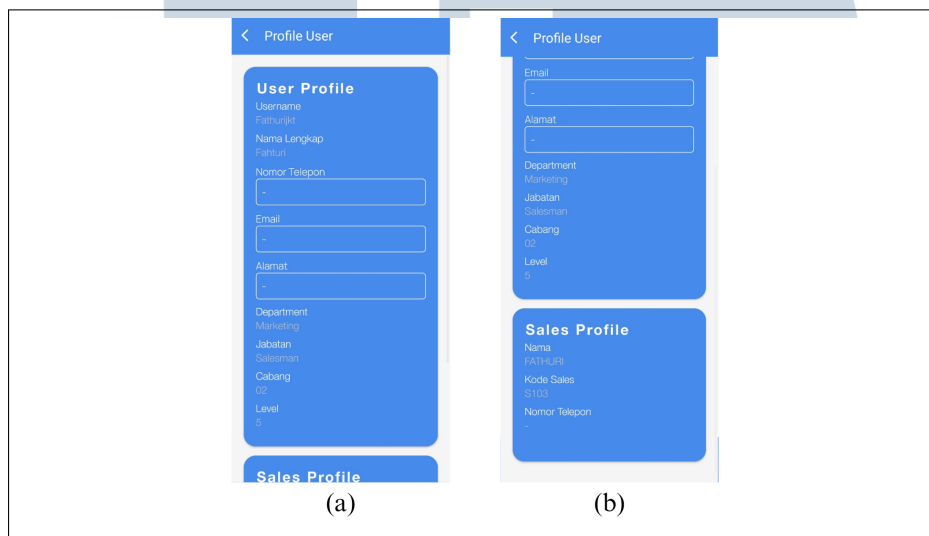 Profile User
User Profile
Username
Fathurijkt
Nama Lengkap
Fahturi
Nomor Telepon
-
Email
-
Alamat
-
Department
Marketing
Jabatan
Salesman
Cabang
02
Level
5
Sales Profile
(a)
Profile User
Email
-
Alamat
-
Department
Marketing
Jabatan
Salesman
Cabang
02
Level
5
Sales Profile
Nama
FATHURI
Kode Sales
S103
Nomor Telepon
-
(b)